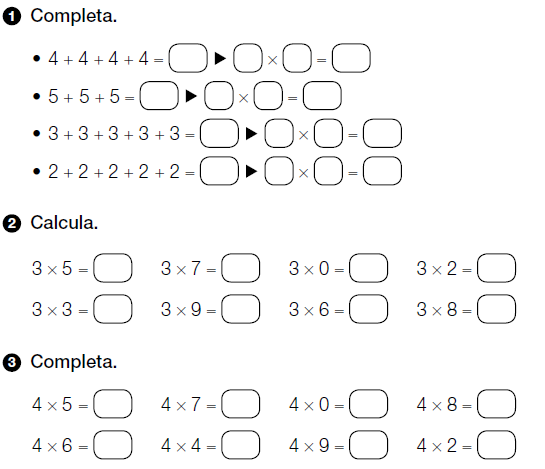 1 Completa.
• 4 + 4 + 4 + 4 = ▶ × =
• 5 + 5 + 5 = ▶ × =
• 3 + 3 + 3 + 3 + 3 = ▶ × =
• 2 + 2 + 2 + 2 + 2 = ▶ × =
2 Calcula.
3 × 5 = 3 × 7 = 3 × 0 = 3 × 2 =
3 × 3 = 3 × 9 = 3 × 6 = 3 × 8 =
3 Completa.
4 × 5 = 4 × 7 = 4 × 0 = 4 × 8 =
4 × 6 = 4 × 4 = 4 × 9 = 4 × 2 =